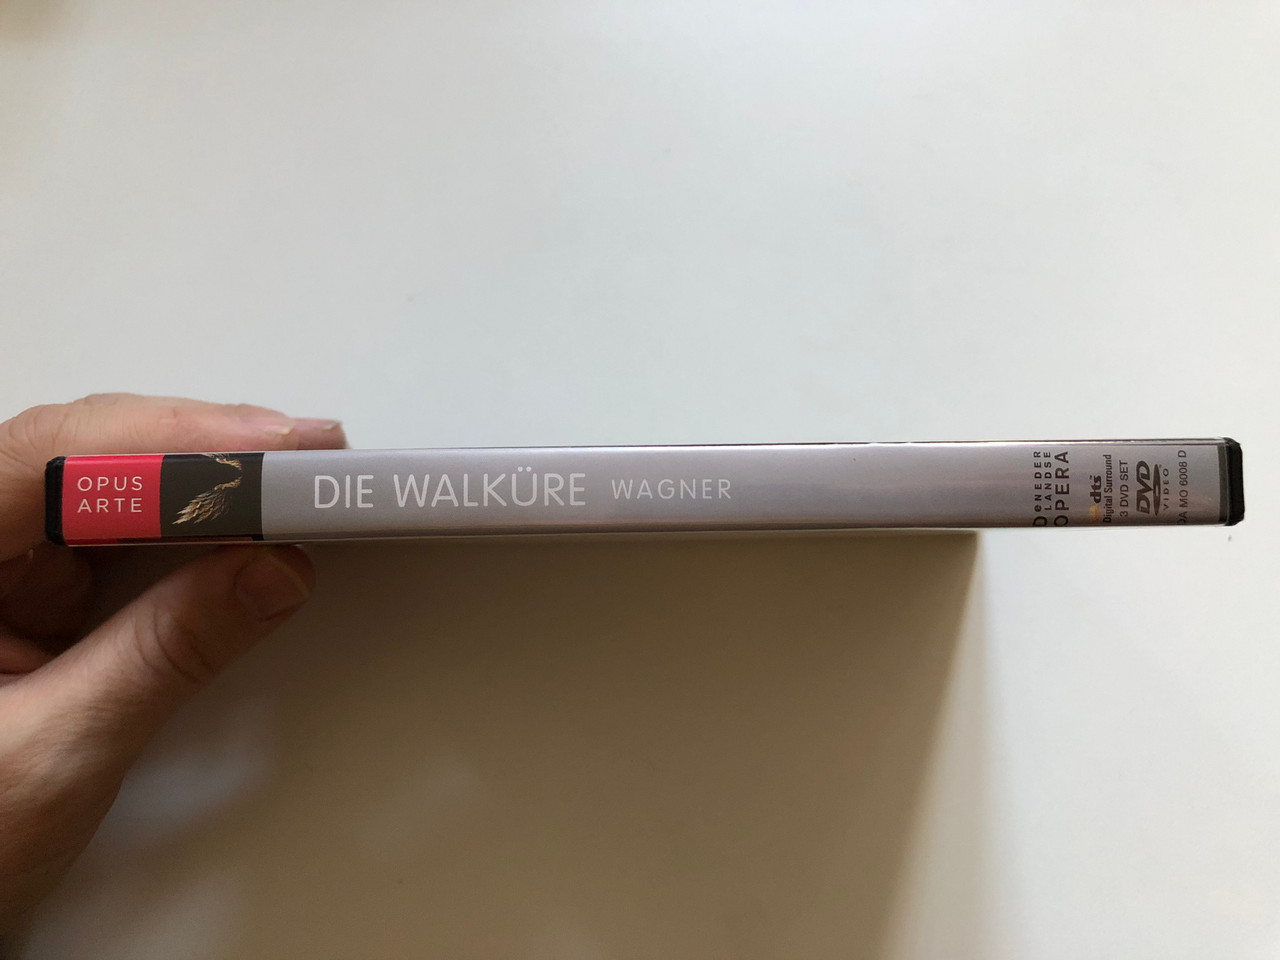 OPUS
ARTE
DIE WALKÜRE WAGNER
De NEDER
LANDSE
OPERA
dts
Digital Surround
3 DVD SET
DVD
VIDEO
OA MO 6008 D